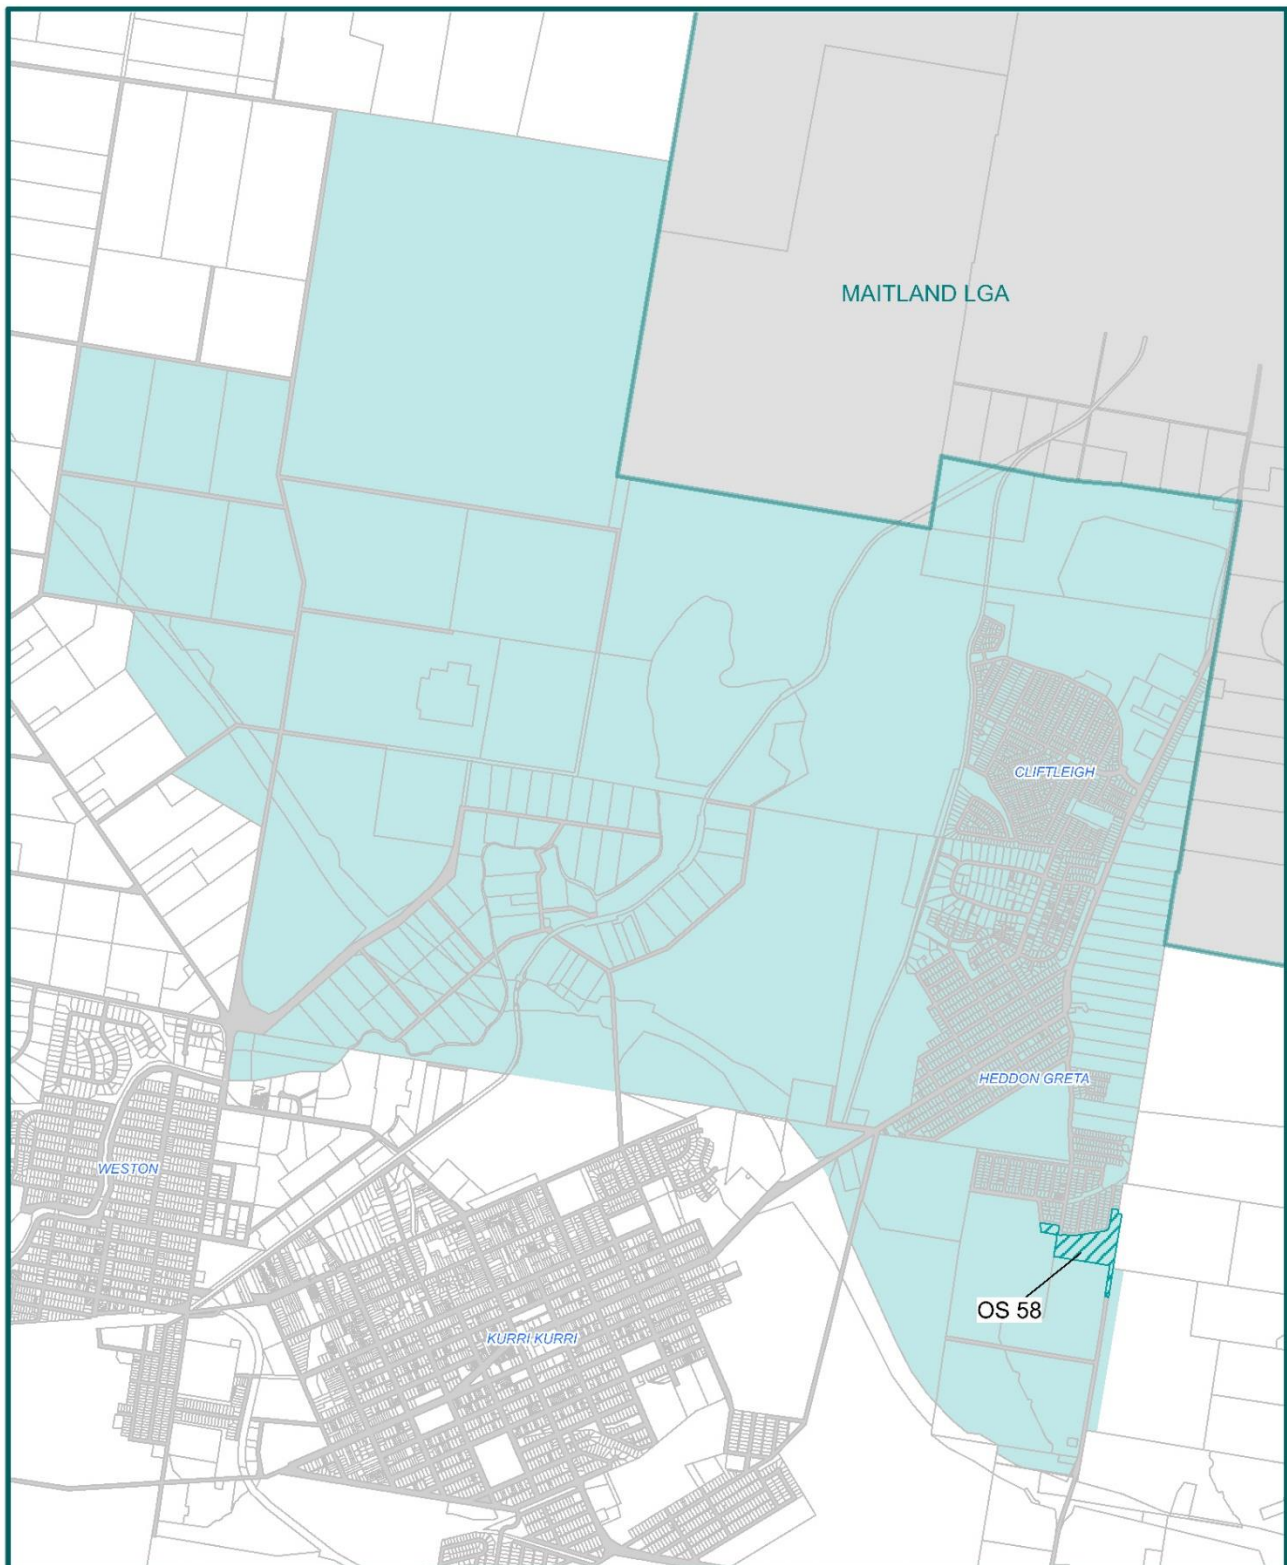 MAITLAND LGA
CLIFTLEIGH
HEDDON GRETA
WESTON
OS 58
KURRI KURRI